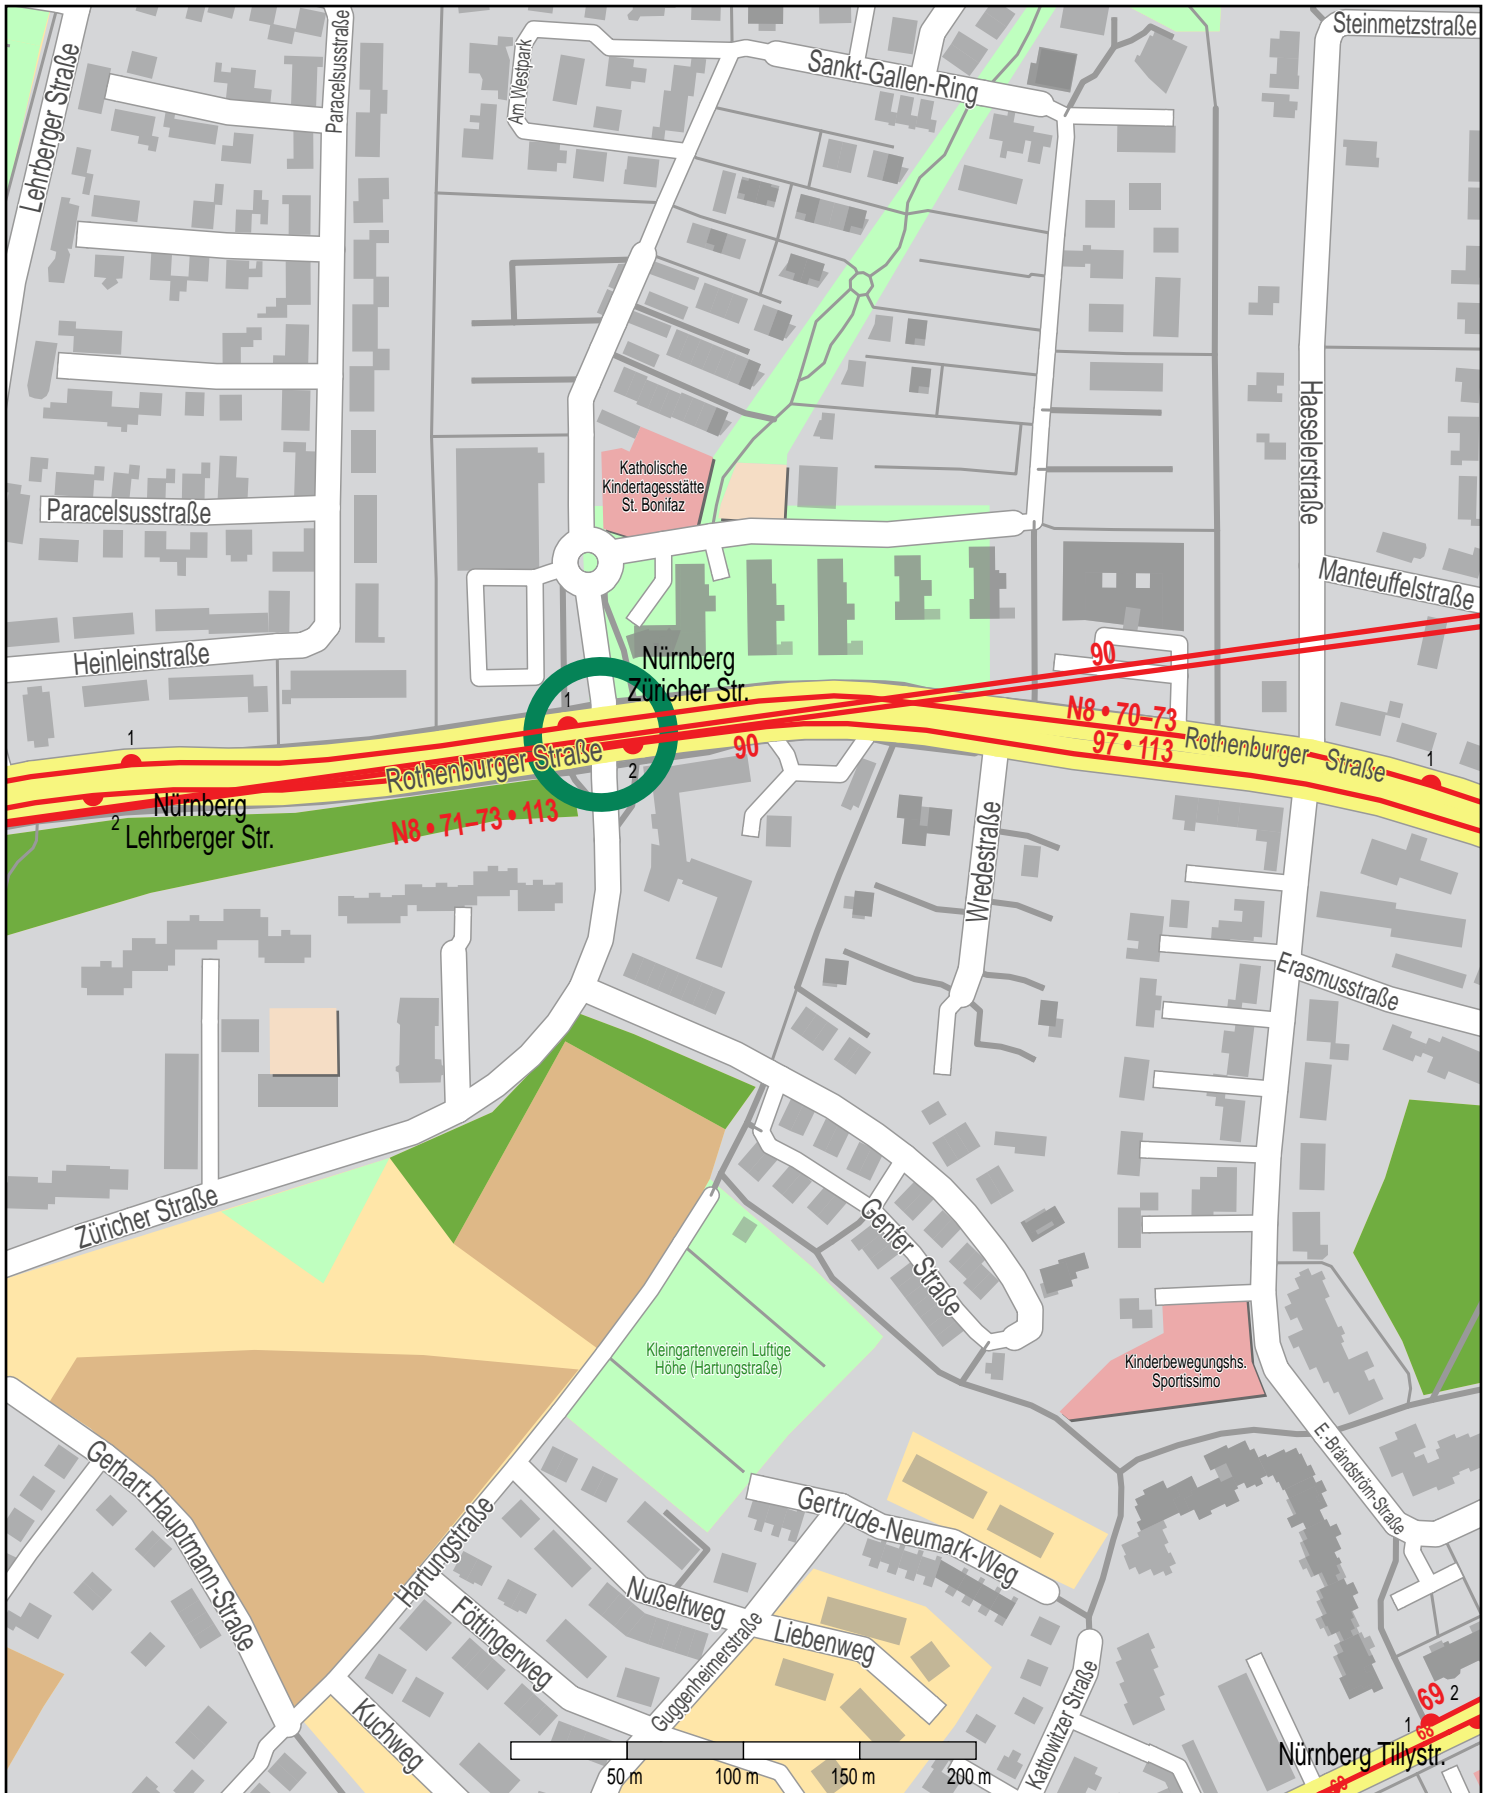 Steinmetzstraße
Lehrberger Straße
Paracelsusstraße
Am Westpark
Sankt-Gallen-Ring
Haeselerstraße
Katholische
Kindertagesstätte
St. Bonifaz
Paracelsusstraße
Manteuffelstraße
Heinleinstraße
Nürnberg
Züricher Str.
90
1
N8 • 70–73
97 • 113
Rothenburger Straße
1
1
90
Rothenburger Straße
2
Nürnberg
Lehrberger Str.
2
N8 • 71–73 • 113
Wredestraße
Erasmusstraße
Züricher Straße
Genfer Straße
Kleingartenverein Luftige
Höhe (Hartungstraße)
Kinderbewegungshs.
Sportissimo
E.-Brändström-Straße
Gerhart-Hauptmann-Straße
Hartungstraße
Gertrude-Neumark-Weg
Nußeltweg
Föttingerweg
Guggenheimerstraße
Liebenweg
Kattowitzer Straße
Kuchweg
69
2
1
68
Nürnberg Tillystr.
50 m
100 m
150 m
200 m